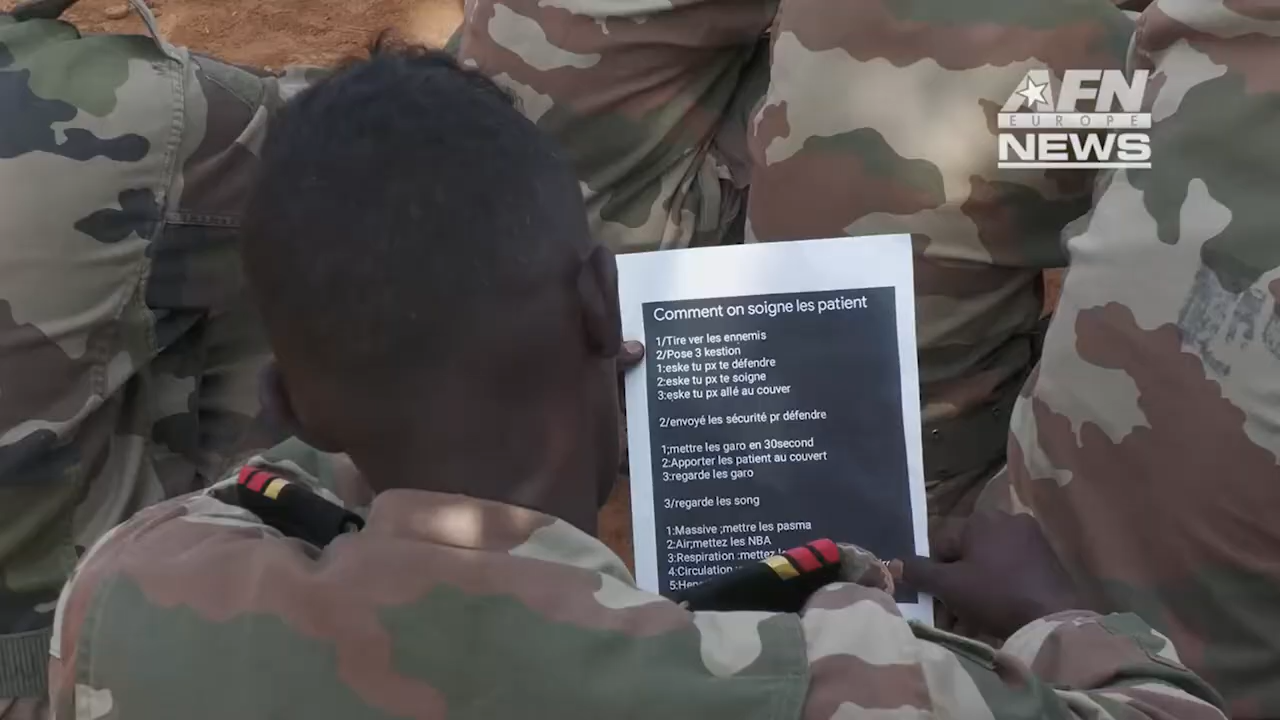 AFN
EUROPE
NEWS
Comment on soigne les patient
1/Tire ver les ennemis
2/Pose 3 kestion
1:eske tu px te défendre
2:eske tu px te soigne
3:eske tu px allé au couver
2/envoyé les sécurité pr défendre
1;mettre les garo en 30second
2:Apporter les patient au couvert
3:regarde les garo
3/regarde les song
1:Massive ;mettre les pasma
2:Air;mettez les NBA
3:Respiration :mettez
4:Circulation